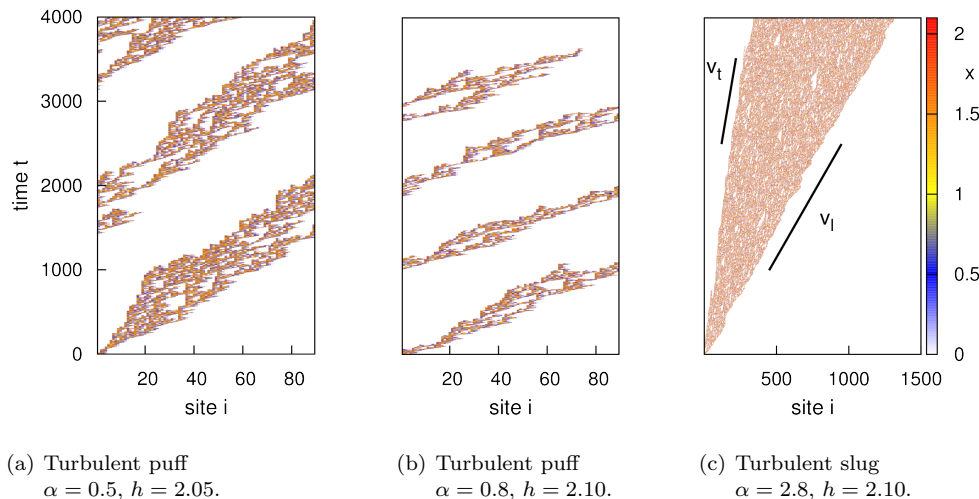 4000
3000
2000
1000
0
time t
20 40 60 80
site i
20 40 60 80
site i
v_t
v_l
500 1000 1500
site i
2
1.5
x
1
0.5
0
(a) Turbulent puff
α = 0.5, h = 2.05.
(b) Turbulent puff
α = 0.8, h = 2.10.
(c) Turbulent slug
α = 2.8, h = 2.10.